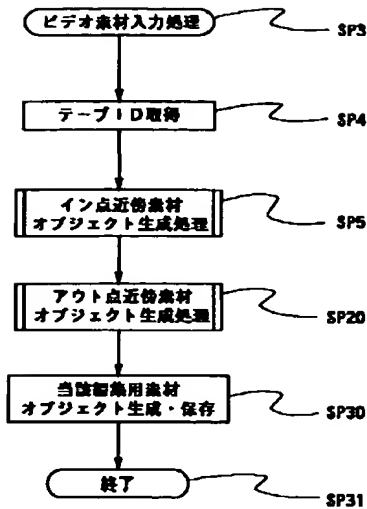 ビデオ素材入力処理
SP3
テープID取得
SP4
イン点近傍素材
オブジェクト生成処理
SP5
アウト点近傍素材
オブジェクト生成処理
SP20
当該編集用素材
オブジェクト生成・保存
SP30
終了
SP31